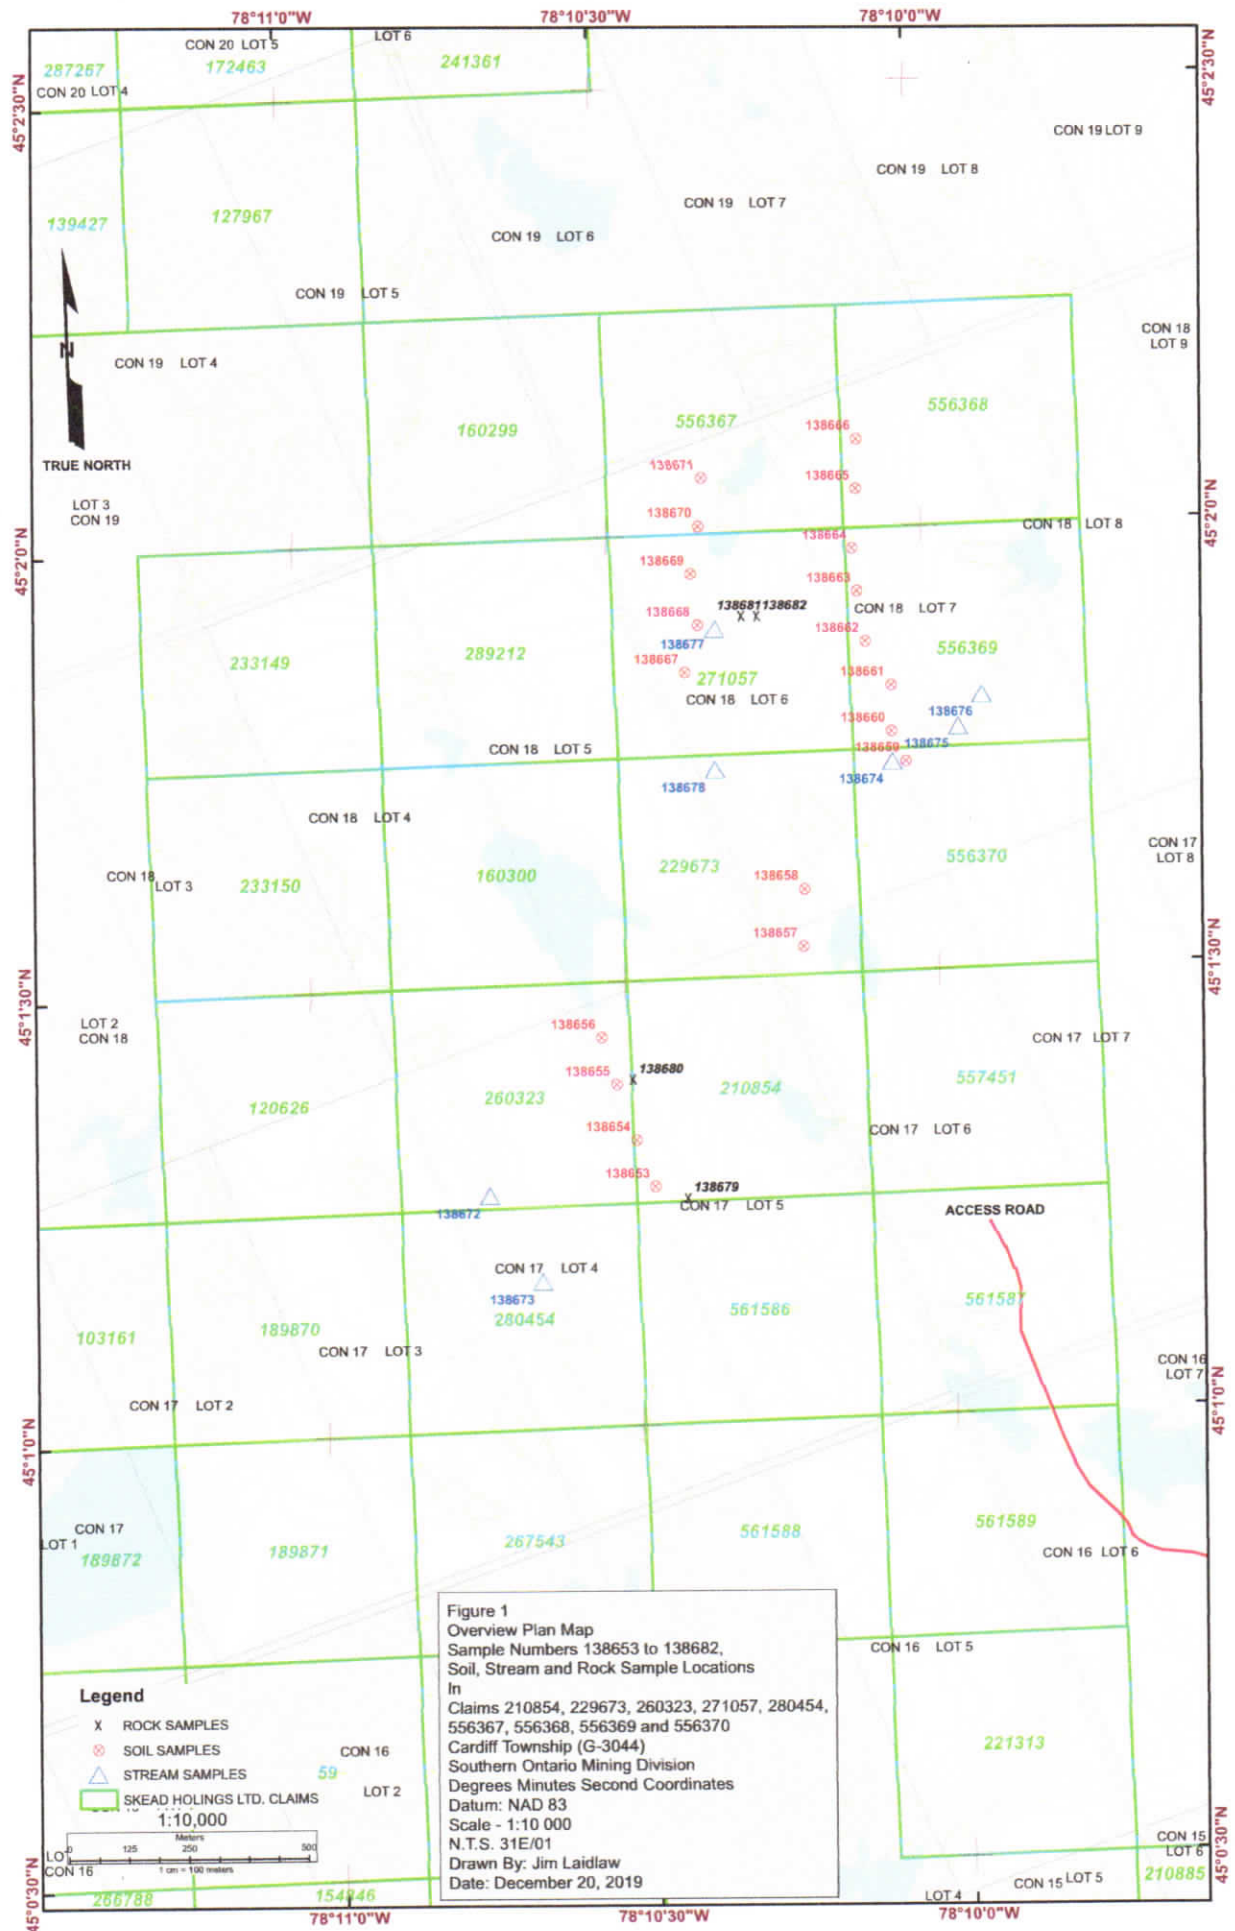 78°11'0"W 78°10'30"W 78°10'0"W
CON 20 LOT 5
LOT 6
287267
172463
241361
CON 20 LOT 4
45°2'30"N
45°2'30"N
CON 19 LOT 9
CON 19 LOT 8
CON 19 LOT 7
139427
127967
CON 19 LOT 6
CON 19 LOT 5
CON 18
LOT 9
N
CON 19 LOT 4
TRUE NORTH
160299
556367
556368
138666
138671
138665
LOT 3
CON 19
138670
45°2'0"N
CON 18 LOT 8
138664
45°2'0"N
138669
138663
138681 138682
CON 18 LOT 7
138668
138662
138677
233149
289212
138667
271057
556369
138661
CON 18 LOT 6
138676
138660
138675
138659
CON 18 LOT 5
138674
138678
CON 18 LOT 4
CON 17
LOT 8
CON 18
LOT 3
233150
160300
229673
556370
138658
138657
45°1'30"N
45°1'30"N
LOT 2
CON 18
138656
CON 17 LOT 7
138655
138680
120626
260323
210854
557451
138654
CON 17 LOT 6
138653
138679
138672
CON 17 LOT 5
ACCESS ROAD
CON 17 LOT 4
138673
280454
561586
561587
103161
189870
CON 17 LOT 3
CON 16
LOT 7
CON 17 LOT 2
45°1'0"N
45°1'0"N
CON 17
LOT 1
189872
189871
267543
561588
561589
CON 16 LOT 6
Figure 1
Overview Plan Map
Sample Numbers 138653 to 138682,
Soil, Stream and Rock Sample Locations
In
Claims 210854, 229673, 260323, 271057, 280454,
556367, 556368, 556369 and 556370
Cardiff Township (G-3044)
Southern Ontario Mining Division
Degrees Minutes Second Coordinates
Datum: NAD 83
Scale - 1:10 000
N.T.S. 31E/01
Drawn By: Jim Laidlaw
Date: December 20, 2019
CON 16 LOT 5
221313
Legend
X ROCK SAMPLES
SOIL SAMPLES
STREAM SAMPLES
SKEAD HOLINGS LTD. CLAIMS
CON 16
59
LOT 2
1:10,000
Meters
0 125 250 500
1 cm = 100 meters
CON 16
CON 15
LOT 6
45°0'30"N
45°0'30"N
266788
154846
LOT 4
CON 15 LOT 5
210885
78°11'0"W 78°10'30"W 78°10'0"W